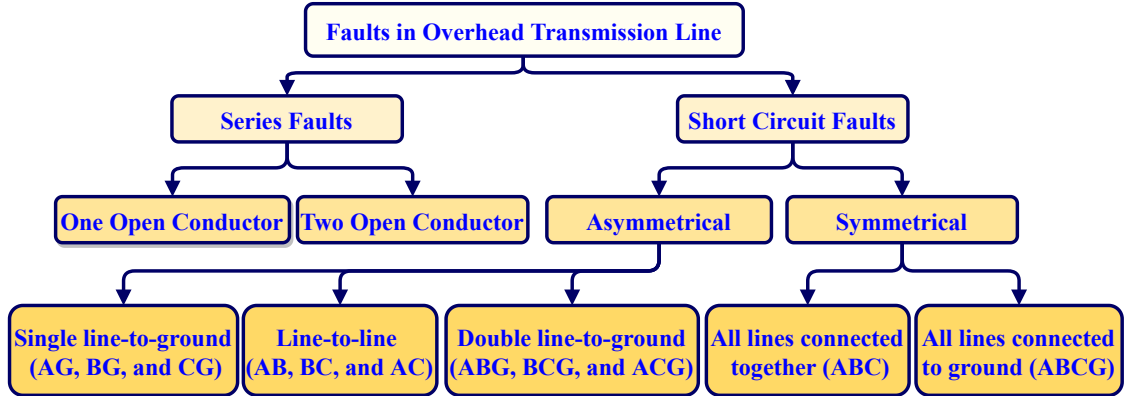 Faults in Overhead Transmission Line
Series Faults
Short Circuit Faults
One Open Conductor
Two Open Conductor
Asymmetrical
Symmetrical
Single line-to-ground
(AG, BG, and CG)
Line-to-line
(AB, BC, and AC)
Double line-to-ground
(ABG, BCG, and ACG)
All lines connected
together (ABC)
All lines connected
to ground (ABCG)